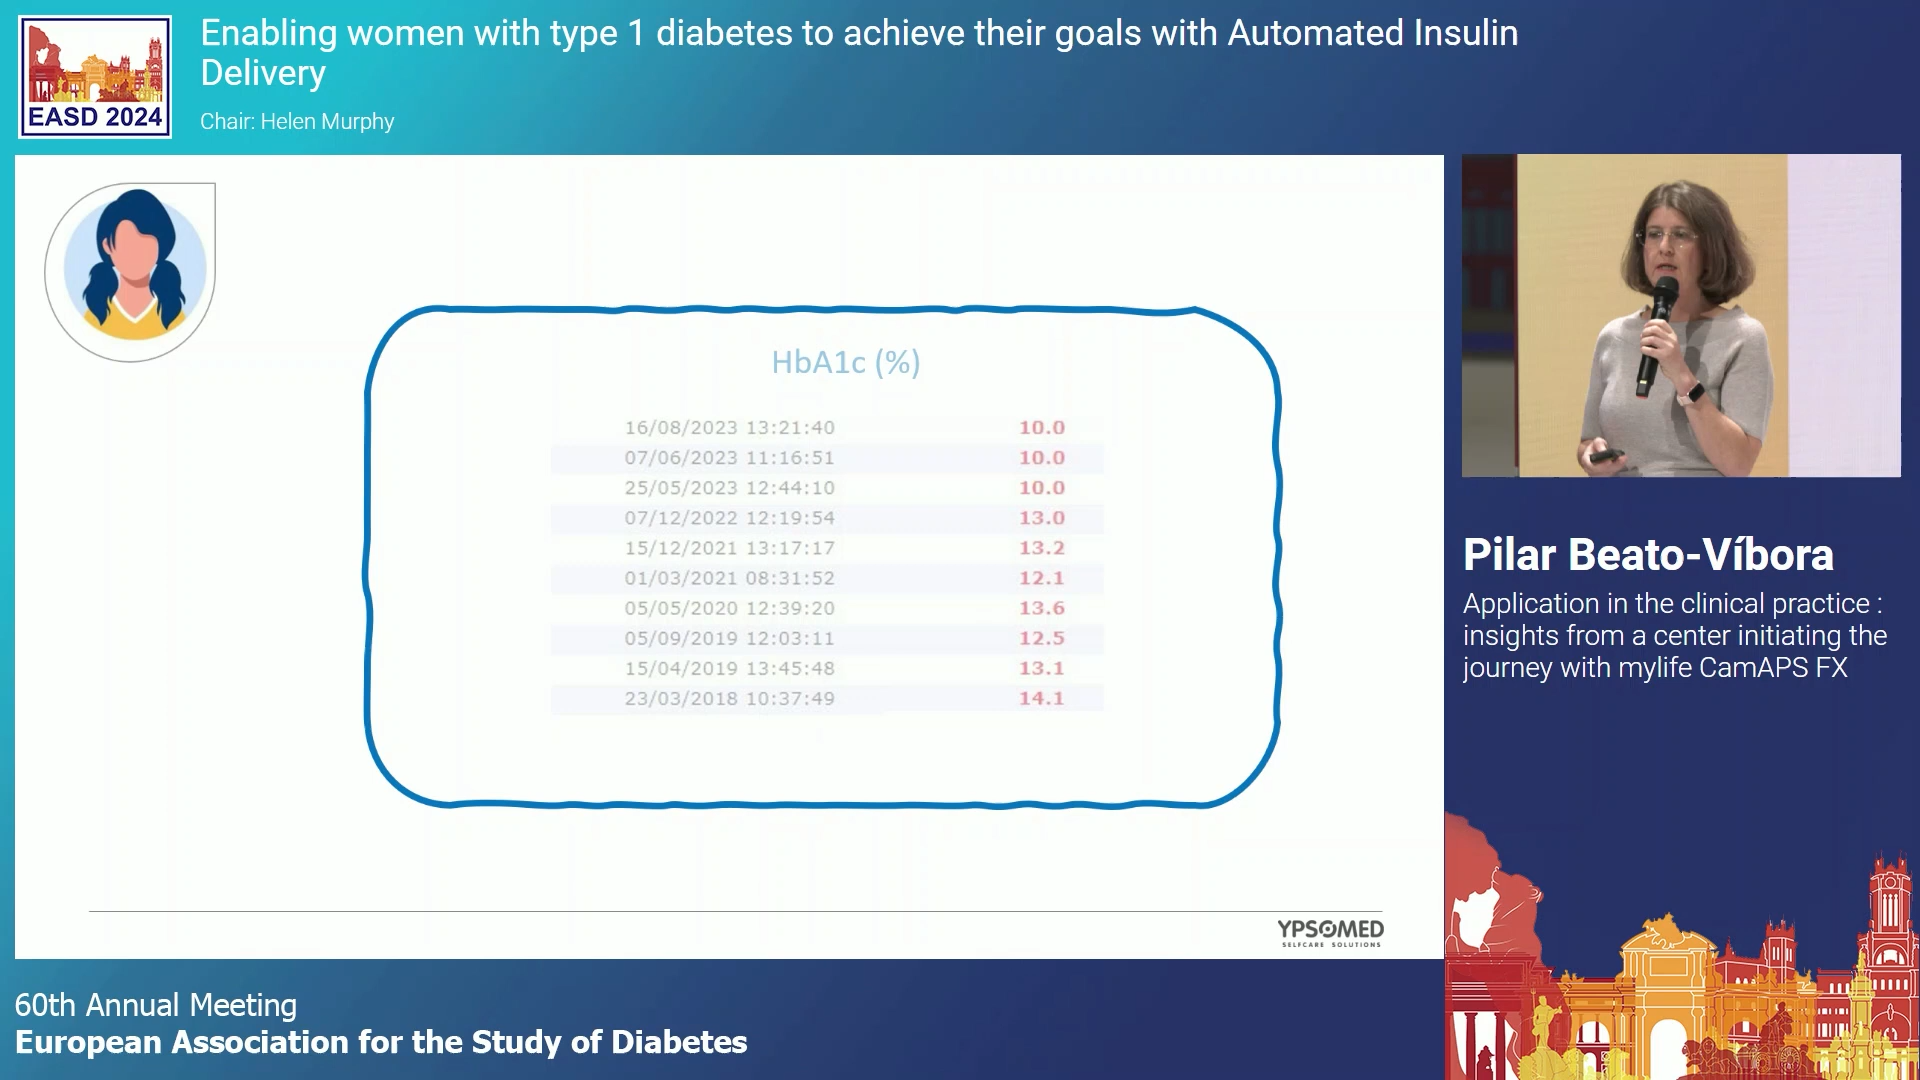 Enabling women with type 1 diabetes to achieve their goals with Automated Insulin
Delivery
Chair: Helen Murphy
EASD 2024
HbA1c (%)
16/08/2023 13:21:40 10.0
07/06/2023 11:16:51 10.0
25/05/2023 12:44:10 10.0
07/12/2022 12:19:54 13.0
15/12/2021 13:17:17 13.2
01/03/2021 08:31:52 12.1
05/05/2020 12:39:20 13.6
05/09/2019 12:03:11 12.5
15/04/2019 13:45:48 13.1
23/03/2018 10:37:49 14.1
YPSOMED
SELFCARE SOLUTIONS
Pilar Beato-Víbora
Application in the clinical practice :
insights from a center initiating the
journey with mylife CamAPS FX
60th Annual Meeting
European Association for the Study of Diabetes